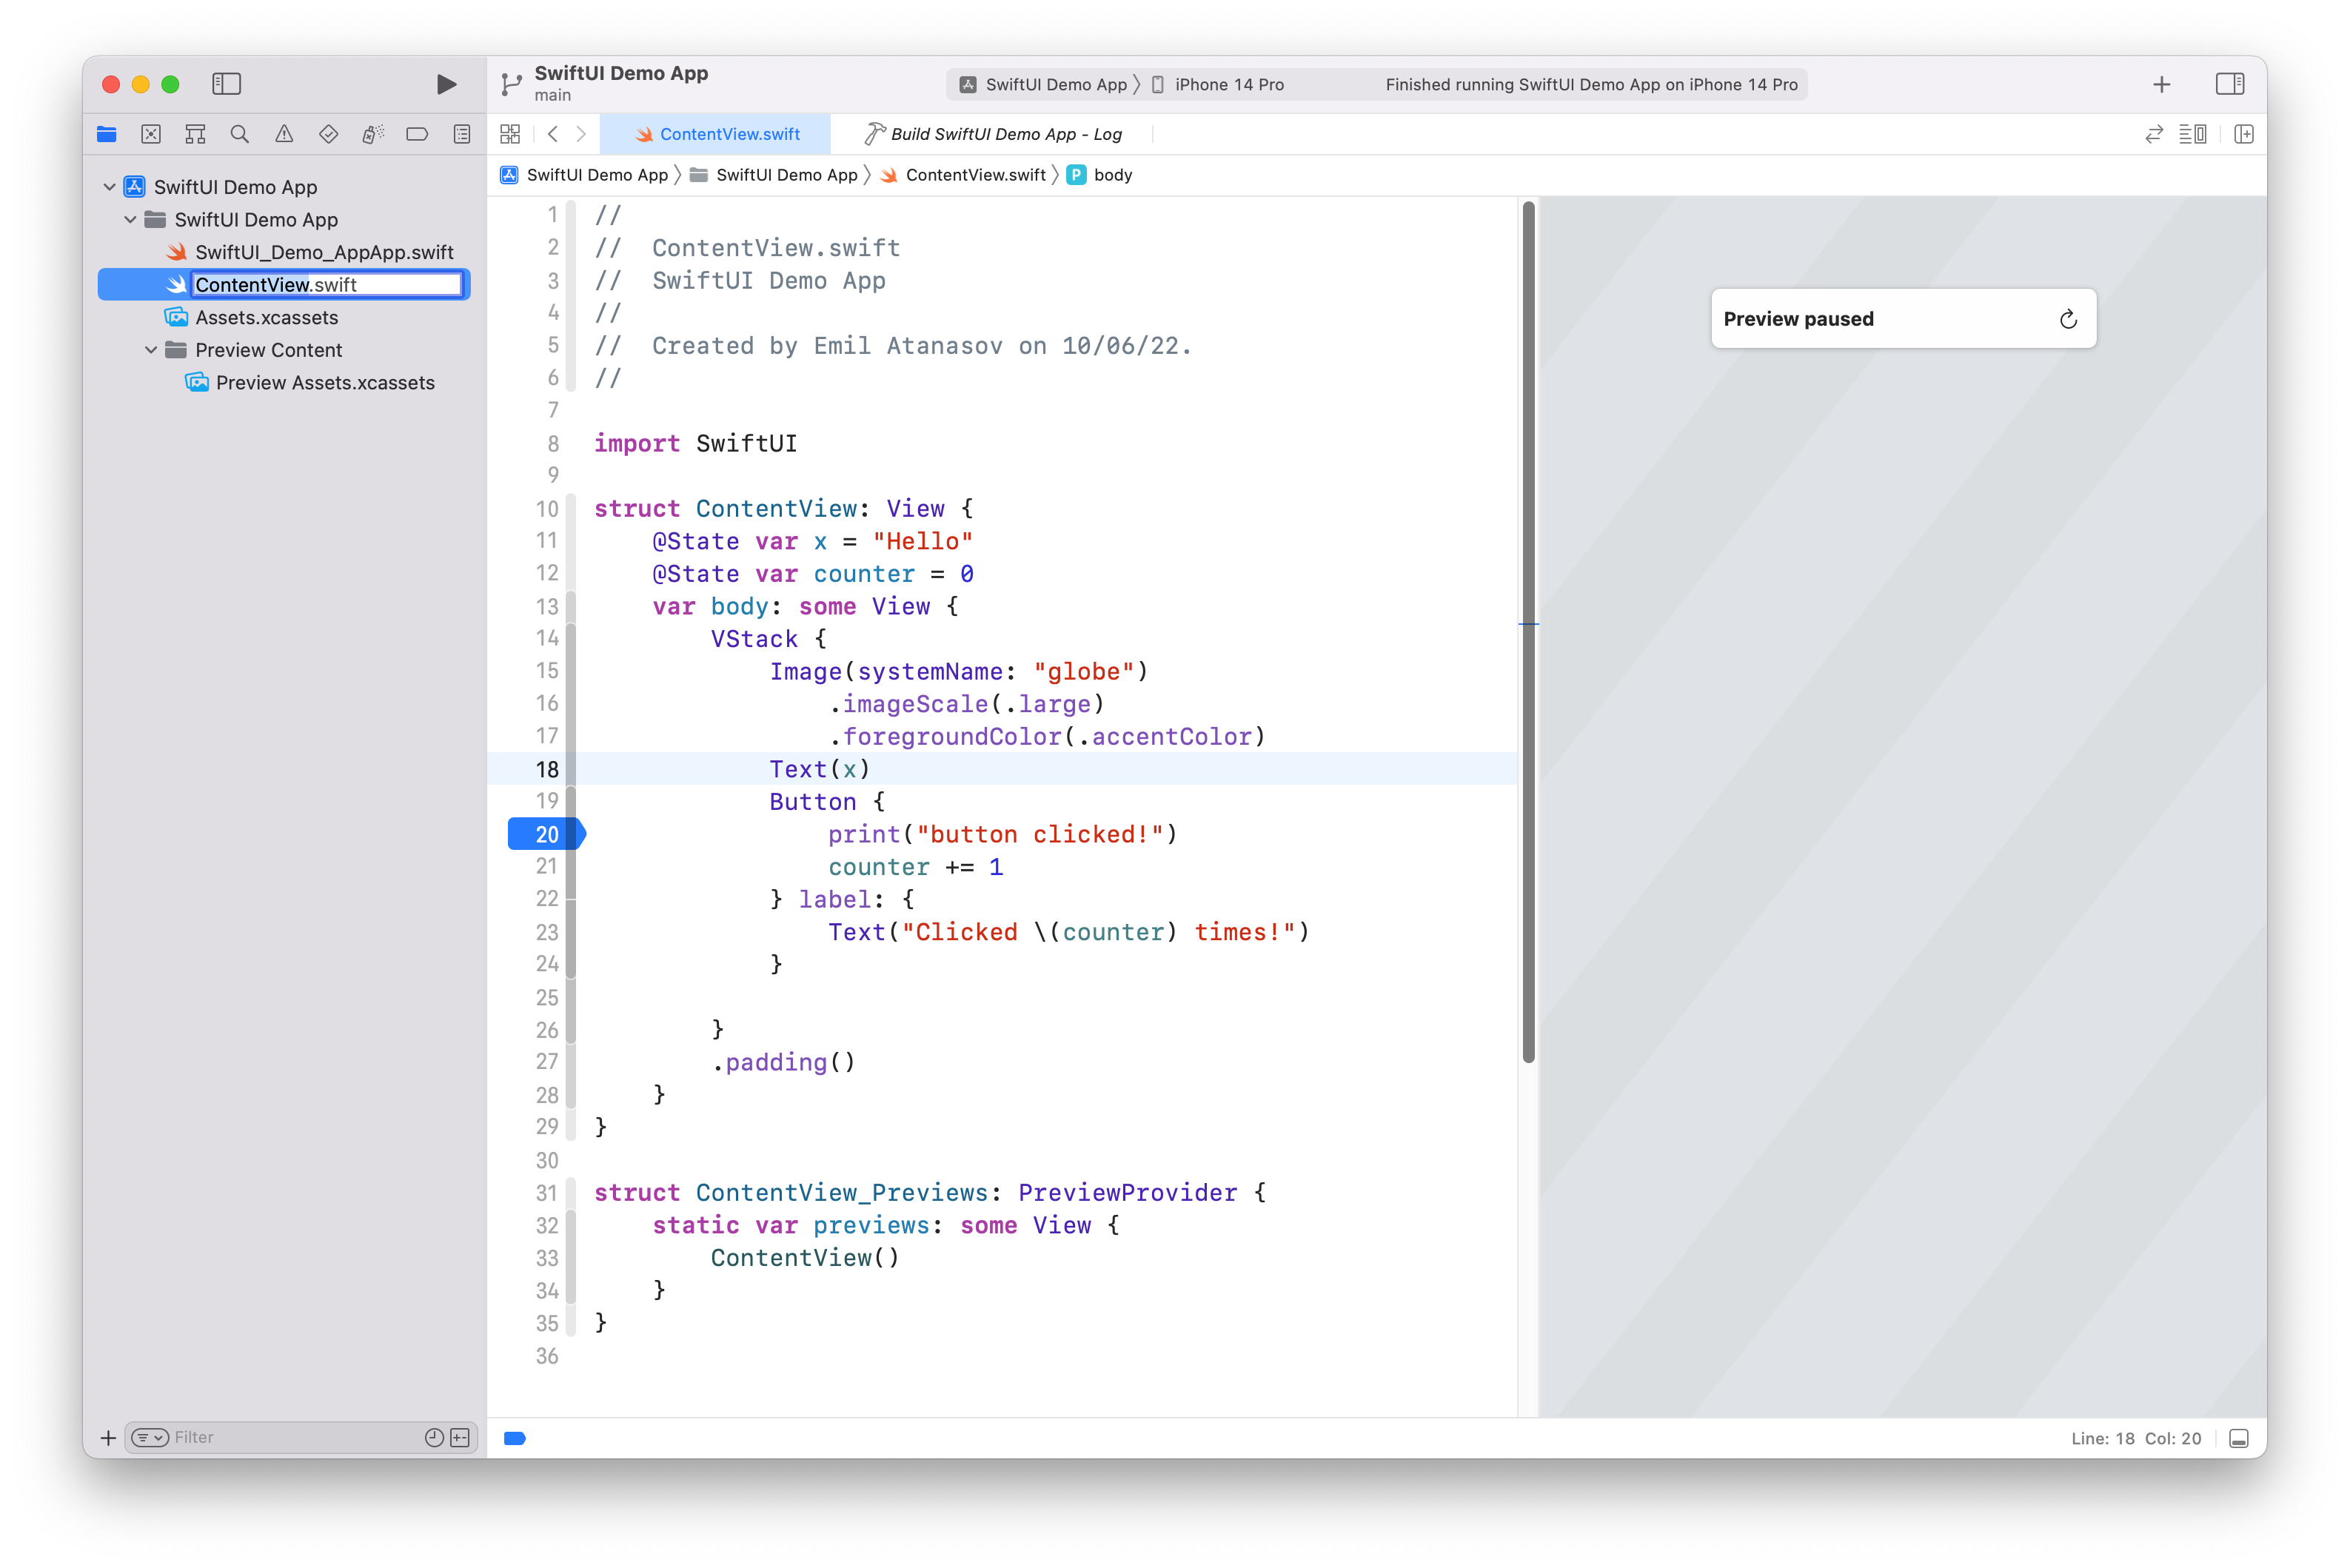 SwiftUI Demo App
main
SwiftUI Demo App
iPhone 14 Pro
Finished running SwiftUI Demo App on iPhone 14 Pro
ContentView.swift
Build SwiftUI Demo App - Log
SwiftUI Demo App
SwiftUI Demo App
ContentView.swift
P body
SwiftUI Demo App
SwiftUI Demo App
SwiftUI_Demo_AppApp.swift
ContentView.swift
Assets.xcassets
Preview Content
Preview Assets.xcassets
1 //
2 //  ContentView.swift
3 //  SwiftUI Demo App
4 //
5 //  Created by Emil Atanasov on 10/06/22.
6 //
7
8 import SwiftUI
9
10 struct ContentView: View {
11     @State var x = "Hello"
12     @State var counter = 0
13     var body: some View {
14         VStack {
15             Image(systemName: "globe")
16                 .imageScale(.large)
17                 .foregroundColor(.accentColor)
18             Text(x)
19             Button {
20                 print("button clicked!")
21                 counter += 1
22             } label: {
23                 Text("Clicked \(counter) times!")
24             }
25
26         }
27         .padding()
28     }
29 }
30
31 struct ContentView_Previews: PreviewProvider {
32     static var previews: some View {
33         ContentView()
34     }
35 }
36
Preview paused
Filter
Line: 18 Col: 20